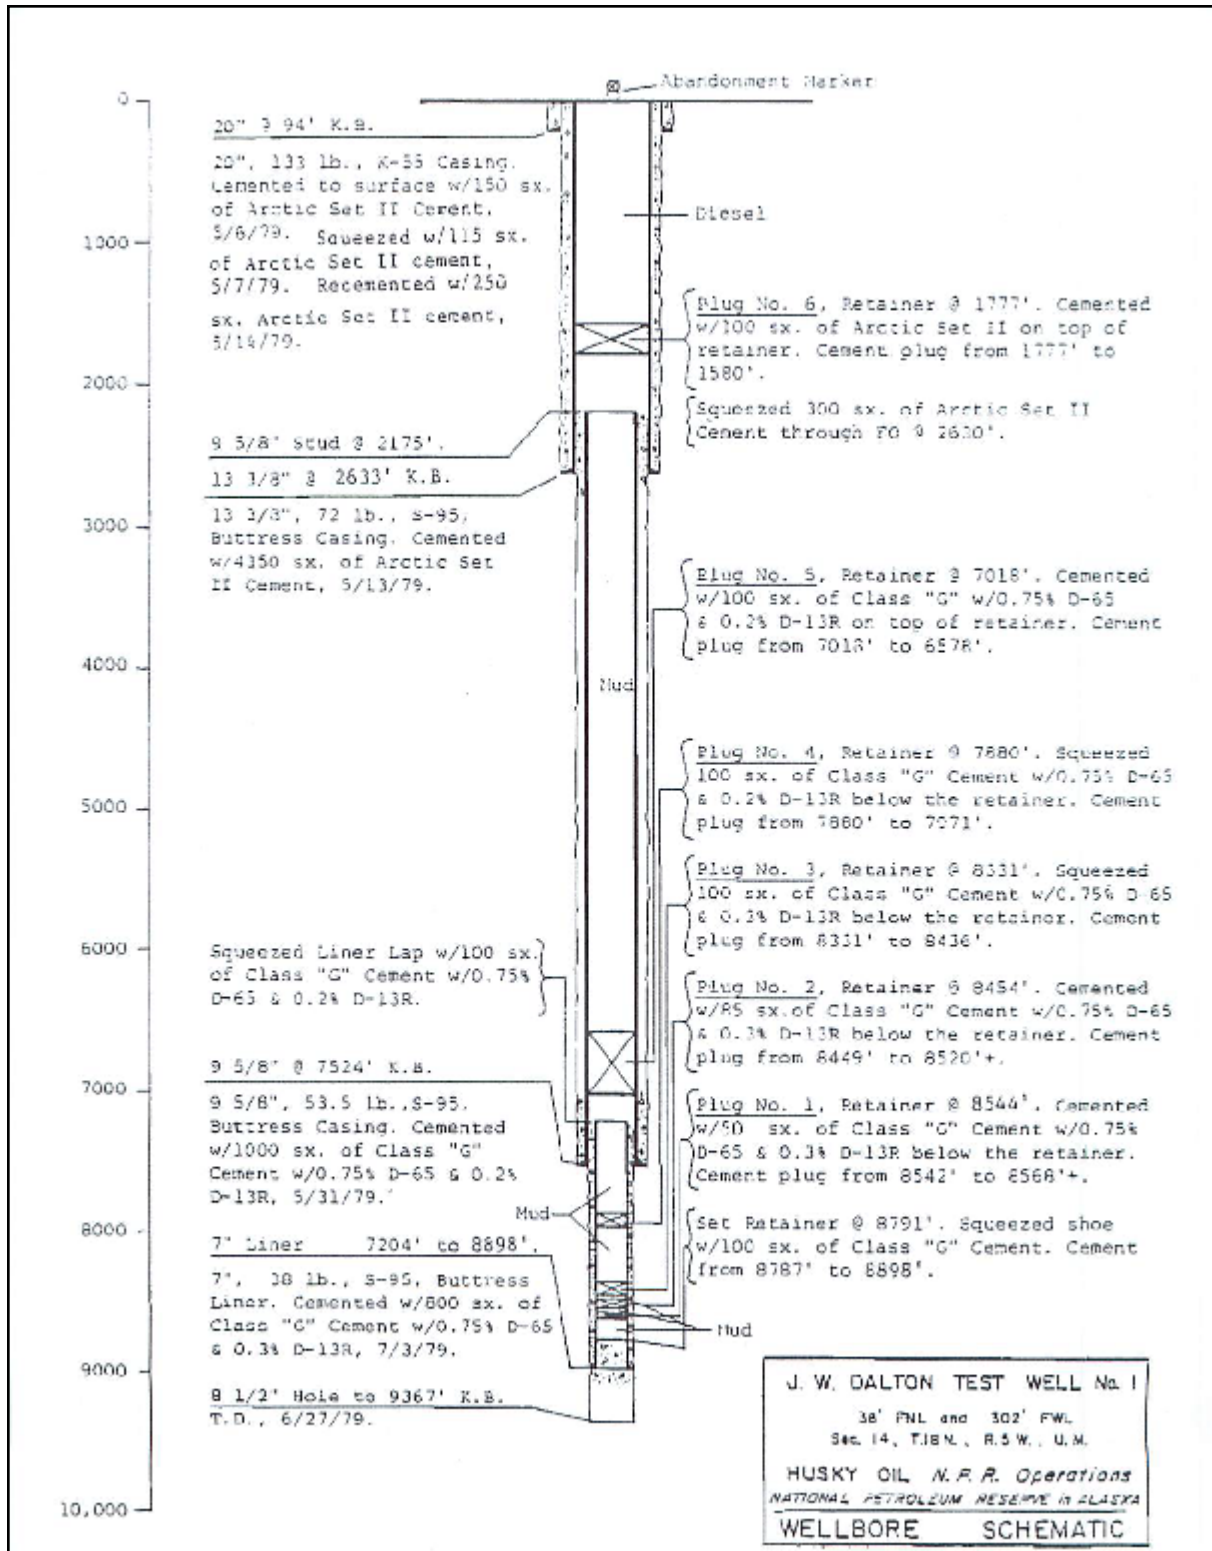 Abandonment Marker
0
20" @ 94' K.B.
20", 133 lb., K-55 Casing.
Cemented to surface w/150 sx.
of Arctic Set II Cement,
5/6/79. Squeezed w/115 sx.
of Arctic Set II cement,
5/7/79. Recemented w/250
sx. Arctic Set II cement,
5/14/79.
Diesel
1000
Plug No. 6, Retainer @ 1777'. Cemented
w/100 sx. of Arctic Set II on top of
retainer. Cement plug from 1777' to
1580'.
2000
Squeezed 300 sx. of Arctic Set II
Cement through FO @ 2630'.
9 5/8" Stud @ 2175'.
13 3/8" @ 2633' K.B.
13 3/8", 72 lb., S-95,
Buttress Casing. Cemented
w/4350 sx. of Arctic Set
II Cement, 5/13/79.
3000
Plug No. 5, Retainer @ 7018'. Cemented
w/100 sx. of Class "G" w/0.75% D-65
& 0.2% D-13R on top of retainer. Cement
plug from 7018' to 6578'.
4000
Mud
Plug No. 4, Retainer @ 7880'. Squeezed
100 sx. of Class "G" Cement w/0.75% D-65
& 0.2% D-13R below the retainer. Cement
plug from 7880' to 7971'.
5000
Plug No. 3, Retainer @ 8331'. Squeezed
100 sx. of Class "G" Cement w/0.75% D-65
& 0.3% D-13R below the retainer. Cement
plug from 8331' to 8436'.
6000
Squeezed Liner Lap w/100 sx.
of Class "G" Cement w/0.75%
D-65 & 0.2% D-13R.
Plug No. 2, Retainer @ 8454'. Cemented
w/85 sx.of Class "G" Cement w/0.75% D-65
& 0.3% D-13R below the retainer. Cement
plug from 8449' to 8520'+.
9 5/8" @ 7524' K.B.
7000
9 5/8", 53.5 lb.,S-95,
Buttress Casing. Cemented
w/1000 sx. of Class "G"
Cement w/0.75% D-65 & 0.2%
D-13R, 5/31/79.
Plug No. 1, Retainer @ 8544'. Cemented
w/50 sx. of Class "G" Cement w/0.75%
D-65 & 0.3% D-13R below the retainer.
Cement plug from 8542' to 8568'+.
Mud
8000
Set Retainer @ 8791'. Squeezed shoe
w/100 sx. of Class "G" Cement. Cement
from 8787' to 8898'.
7" Liner 7204' to 8898'.
7", 38 lb., S-95, Buttress
Liner. Cemented w/800 sx. of
Class "G" Cement w/0.75% D-65
& 0.3% D-13R, 7/3/79.
Mud
9000
8 1/2" Hole to 9367' K.B.
T.D., 6/27/79.
10,000
J. W. DALTON TEST WELL No. 1
38' FNL and 302' FWL
Sec. 14, T.18N., R.5W., U.M.
HUSKY OIL N.P.R. Operations
NATIONAL PETROLEUM RESERVE in ALASKA
WELLBORE SCHEMATIC